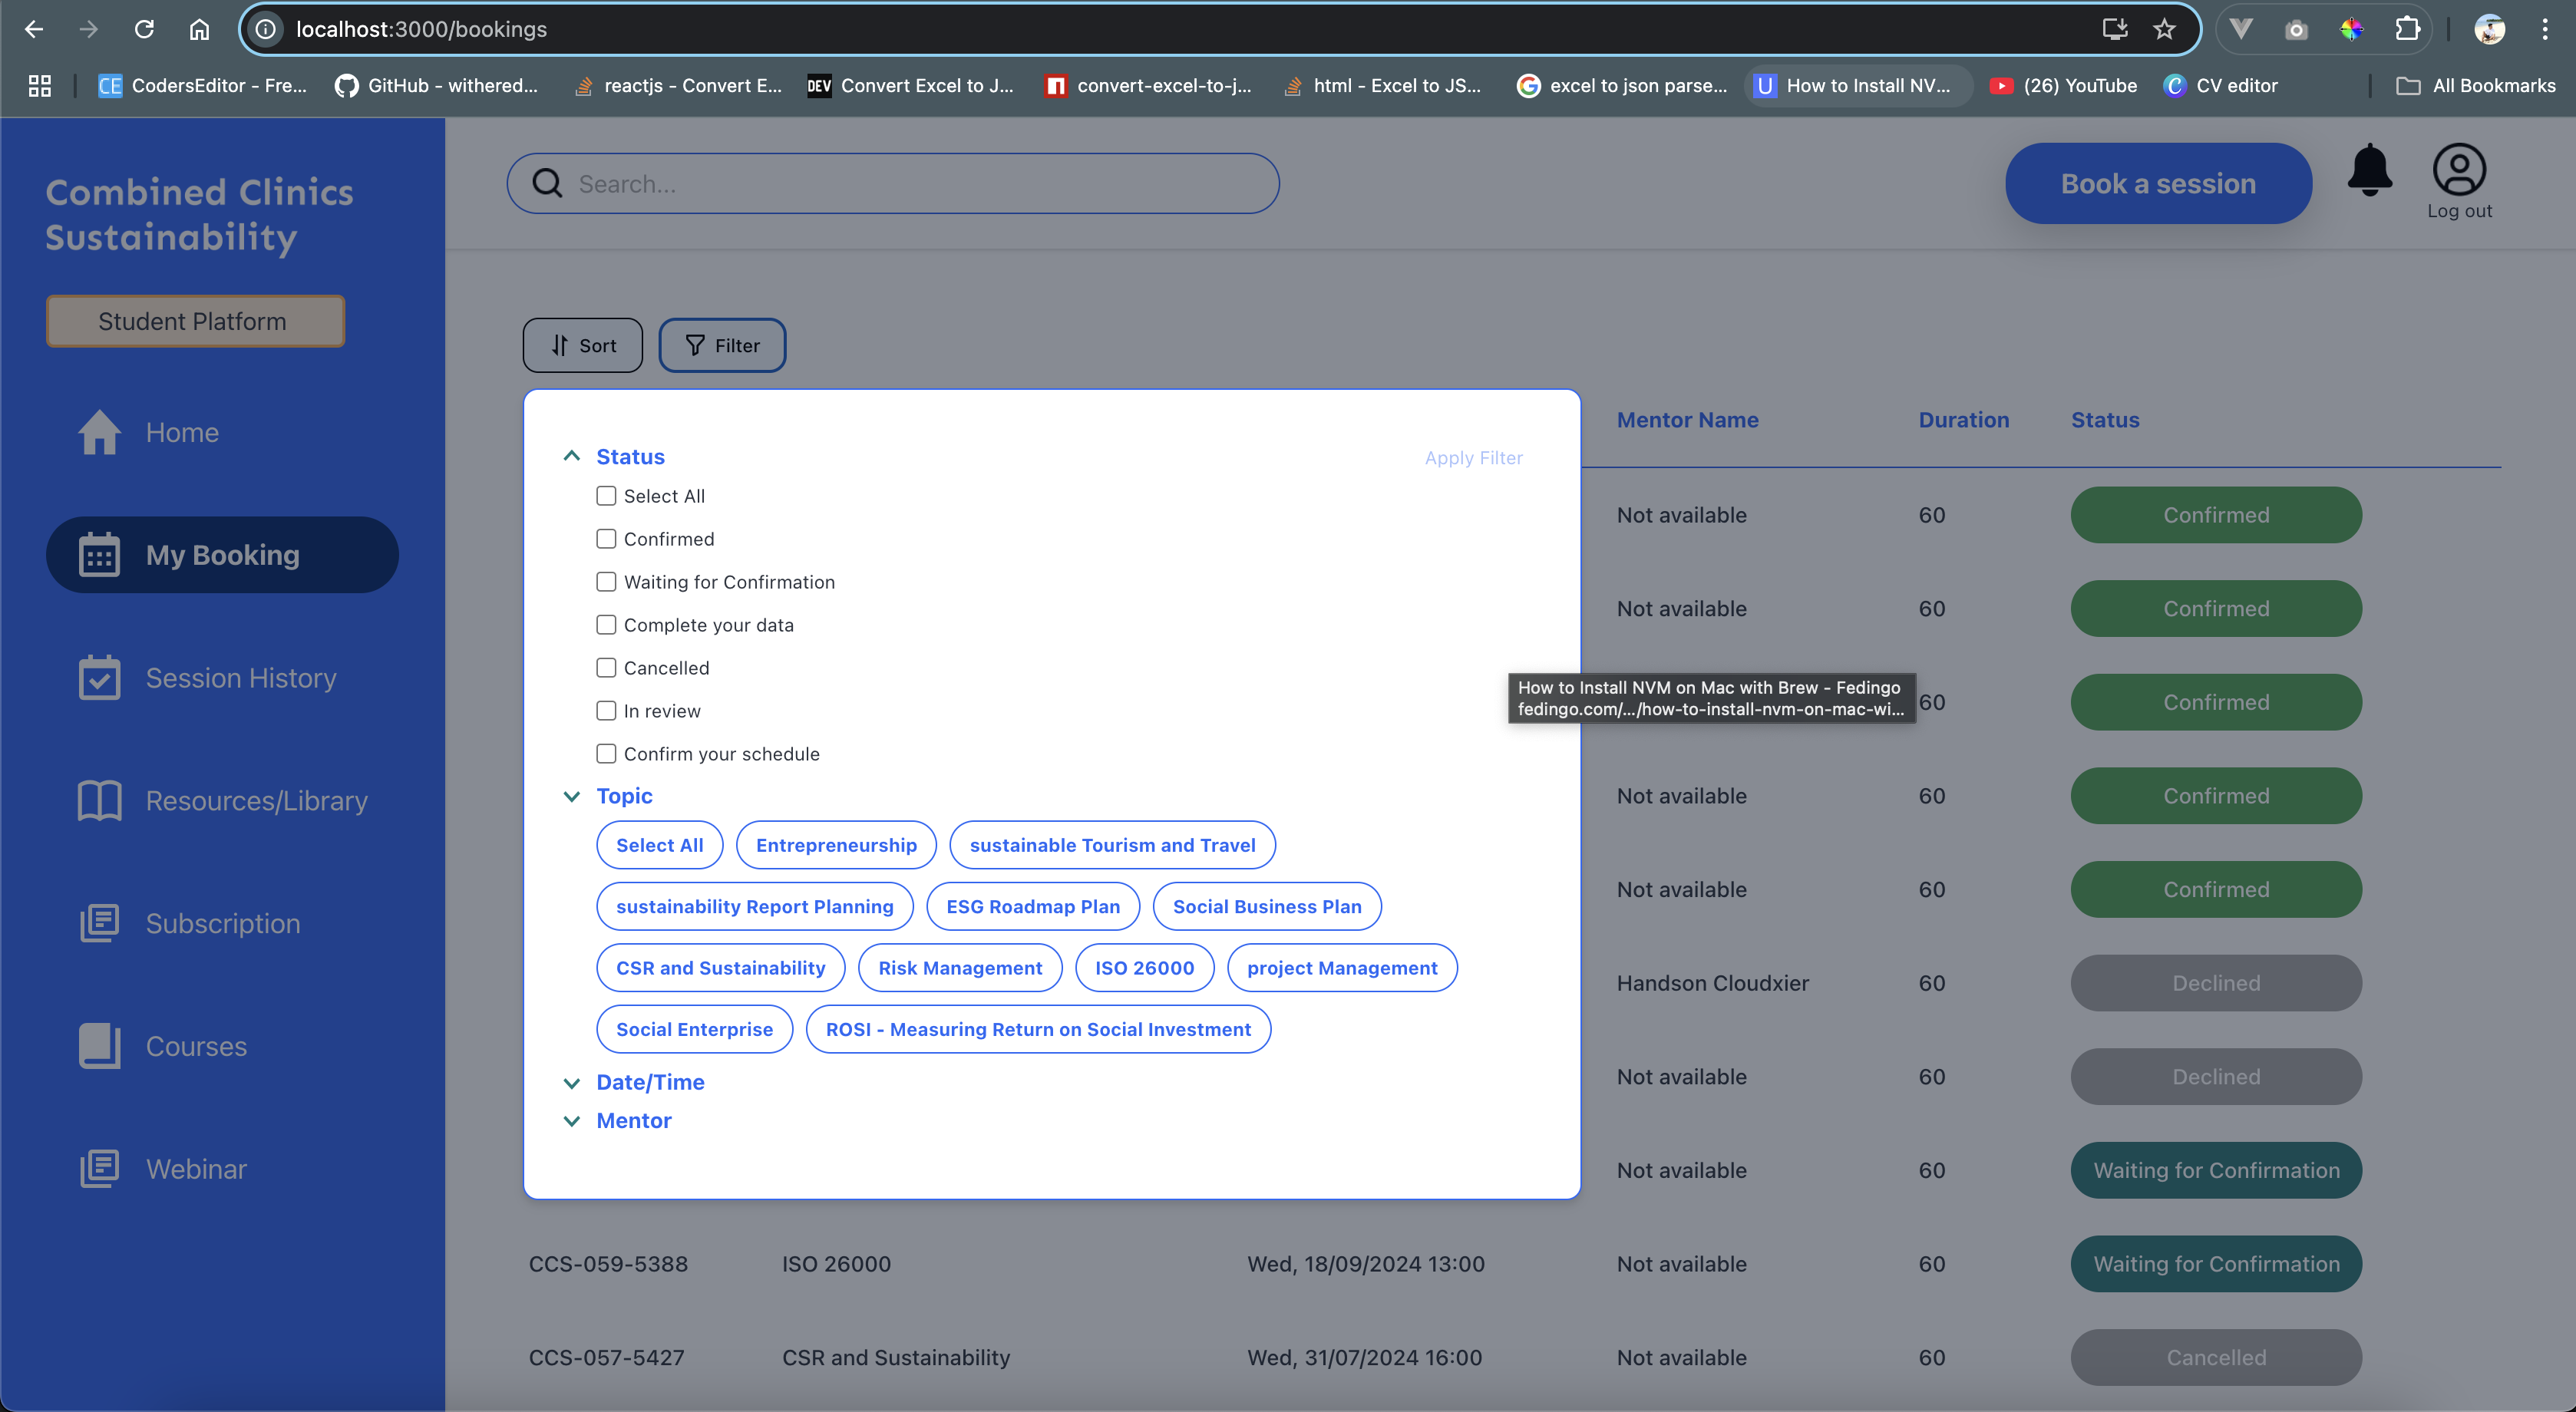 localhost:3000/bookings
CodersEditor - Fre...
GitHub - withered...
reactjs - Convert E...
DEV Convert Excel to J...
convert-excel-to-j...
html - Excel to JS...
excel to json parse...
U How to Install NV...
(26) YouTube
CV editor
All Bookmarks
Combined Clinics
Sustainability
Student Platform
Home
My Booking
Session History
Resources/Library
Subscription
Courses
Webinar
Search...
Book a session
Log out
Sort
Filter
Mentor Name Duration Status
Status
Apply Filter
Select All
Confirmed
Waiting for Confirmation
Complete your data
Cancelled
In review
Confirm your schedule
Topic
Select All Entrepreneurship sustainable Tourism and Travel
sustainability Report Planning ESG Roadmap Plan Social Business Plan
CSR and Sustainability Risk Management ISO 26000 project Management
Social Enterprise ROSI - Measuring Return on Social Investment
Date/Time
Mentor
Not available 60 Confirmed
Not available 60 Confirmed
How to Install NVM on Mac with Brew - Fedingo
fedingo.com/.../how-to-install-nvm-on-mac-wi...
60 Confirmed
Not available 60 Confirmed
Not available 60 Confirmed
Handson Cloudxier 60 Declined
Not available 60 Declined
Not available 60 Waiting for Confirmation
CCS-059-5388 ISO 26000 Wed, 18/09/2024 13:00 Not available 60 Waiting for Confirmation
CCS-057-5427 CSR and Sustainability Wed, 31/07/2024 16:00 Not available 60 Cancelled